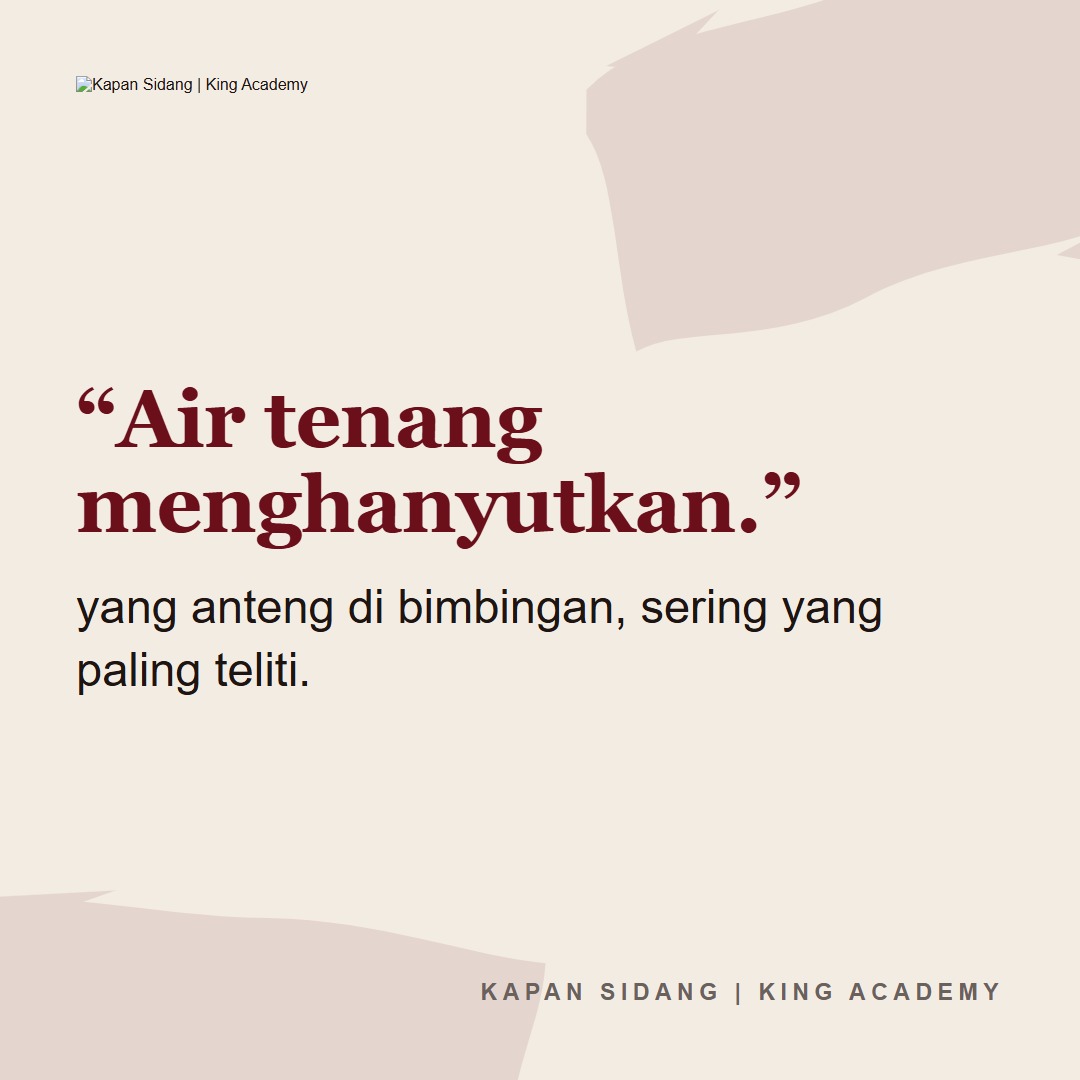 Kapan Sidang | King Academy
“Air tenang
menghanyutkan.”
yang anteng di bimbingan, sering yang
paling teliti.
KAPAN SIDANG | KING ACADEMY